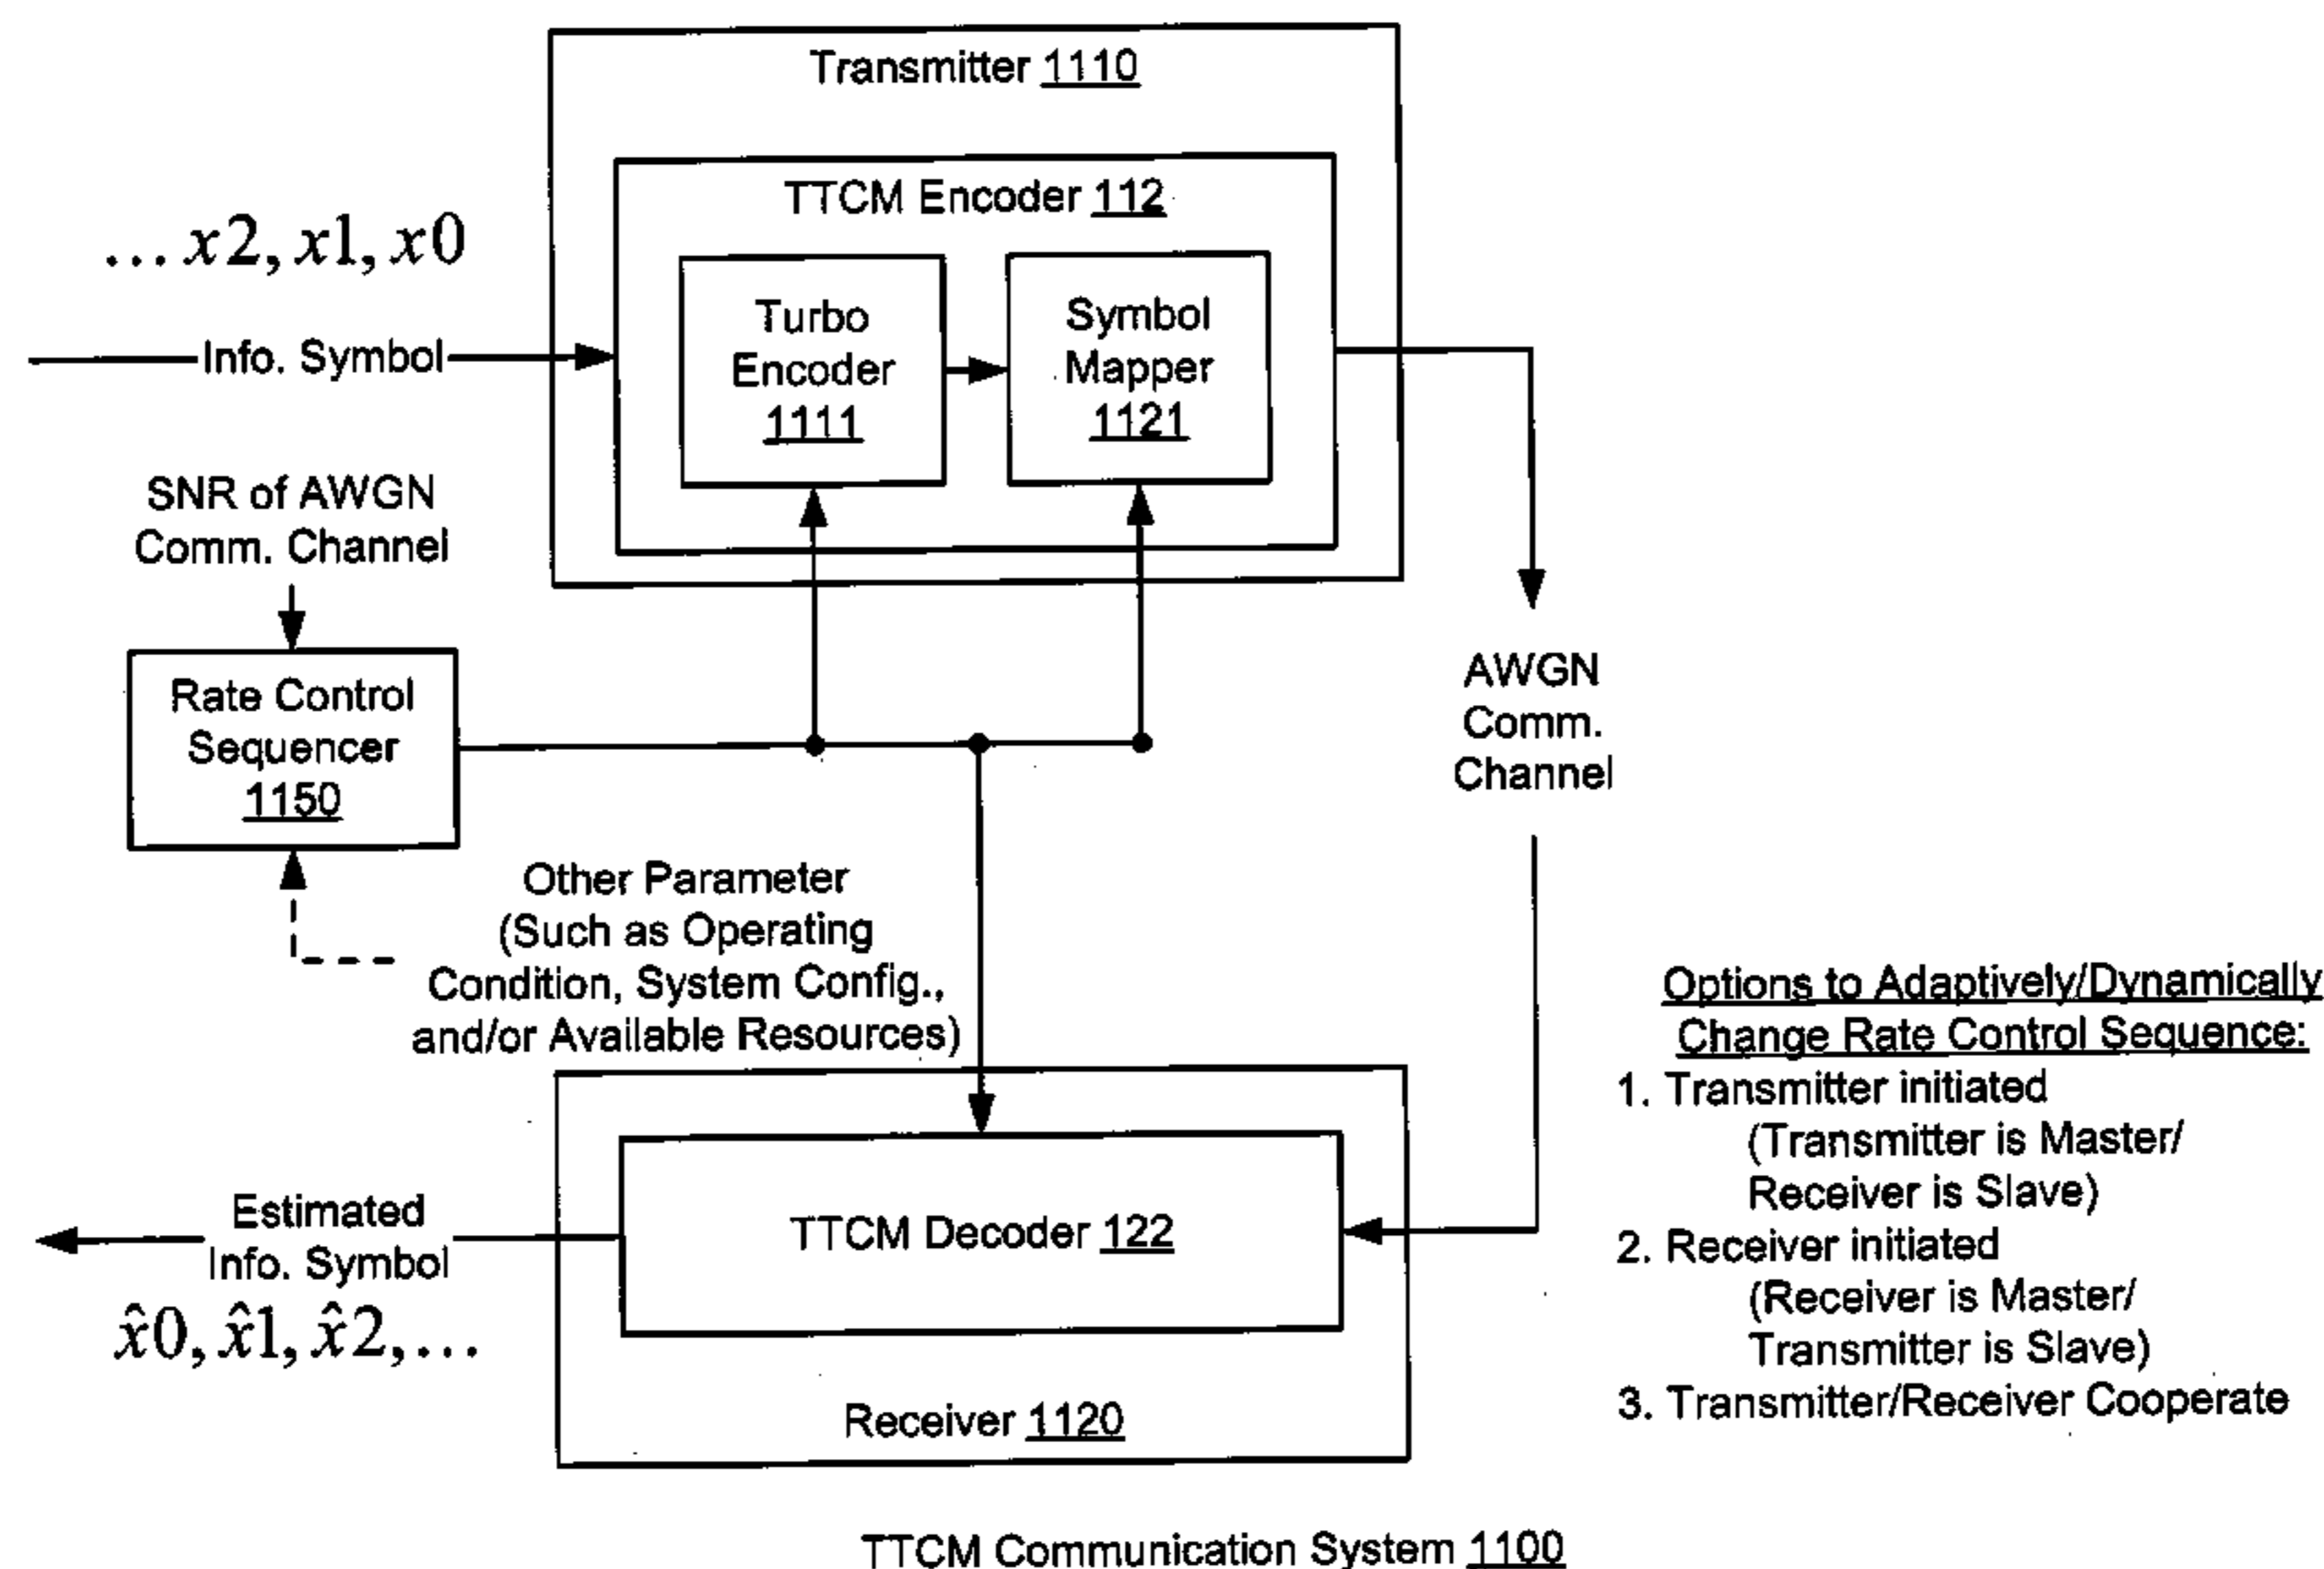 Transmitter 1110
TTCM Encoder 112
... x2, x1, x0
Info. Symbol
Turbo
Encoder
1111
Symbol
Mapper
1121
SNR of AWGN
Comm. Channel
Rate Control
Sequencer
1150
AWGN
Comm.
Channel
Other Parameter
(Such as Operating
Condition, System Config.,
and/or Available Resources)
Options to Adaptively/Dynamically
Change Rate Control Sequence:
1. Transmitter initiated
(Transmitter is Master/
Receiver is Slave)
2. Receiver initiated
(Receiver is Master/
Transmitter is Slave)
3. Transmitter/Receiver Cooperate
TTCM Decoder 122
Estimated
Info. Symbol
x̂0, x̂1, x̂2, ...
Receiver 1120
TTCM Communication System 1100